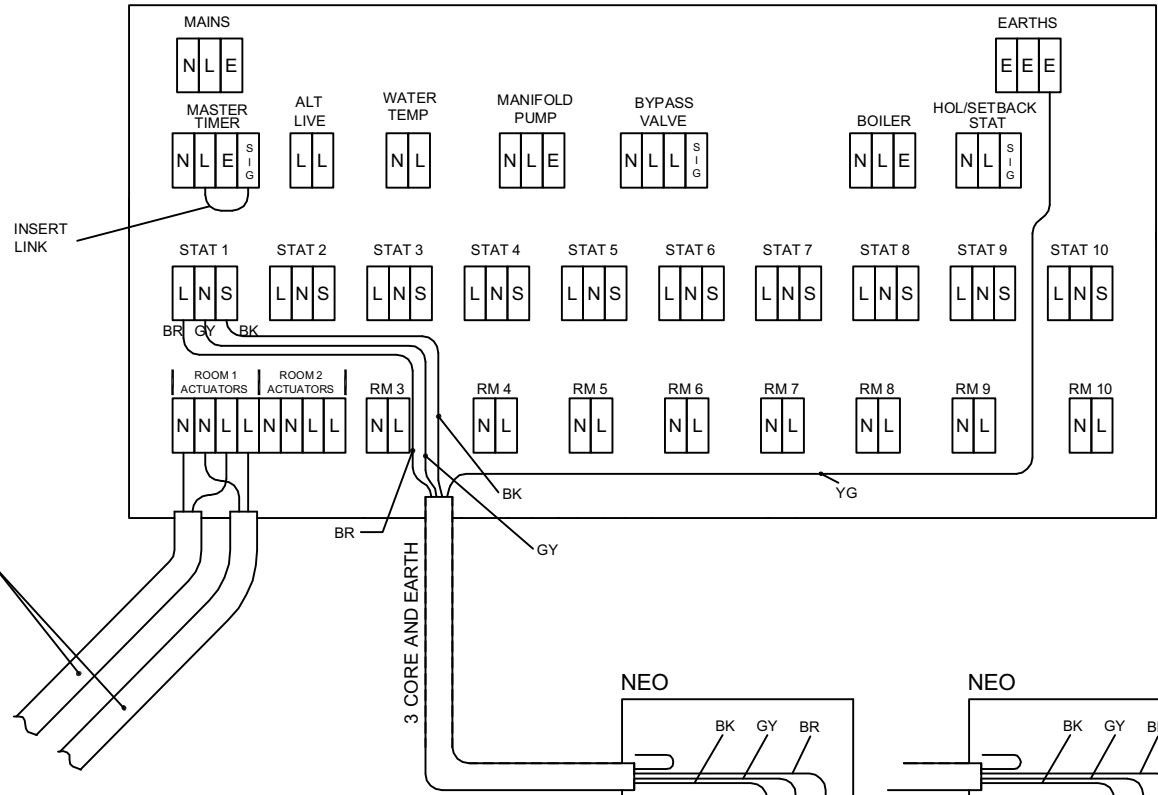 MAINS
EARTHS
N L E
E E E
MASTER
TIMER
ALT
LIVE
WATER
TEMP
MANIFOLD
PUMP
BYPASS
VALVE
BOILER
HOL/SETBACK
STAT
N L E SIG
L L
N L
N L E
N L L SIG
N L E
N L SIG
INSERT
LINK
STAT 1 STAT 2 STAT 3 STAT 4 STAT 5 STAT 6 STAT 7 STAT 8 STAT 9 STAT 10
L N S L N S L N S L N S L N S L N S L N S L N S L N S L N S
BR GY BK
ROOM 1
ACTUATORS
ROOM 2
ACTUATORS
RM 3 RM 4 RM 5 RM 6 RM 7 RM 8 RM 9 RM 10
N N L L N N L L N L N L N L N L N L N L N L N L
BK
YG
BR
GY
3 CORE AND EARTH
NEO
NEO
BK GY BR
BK GY